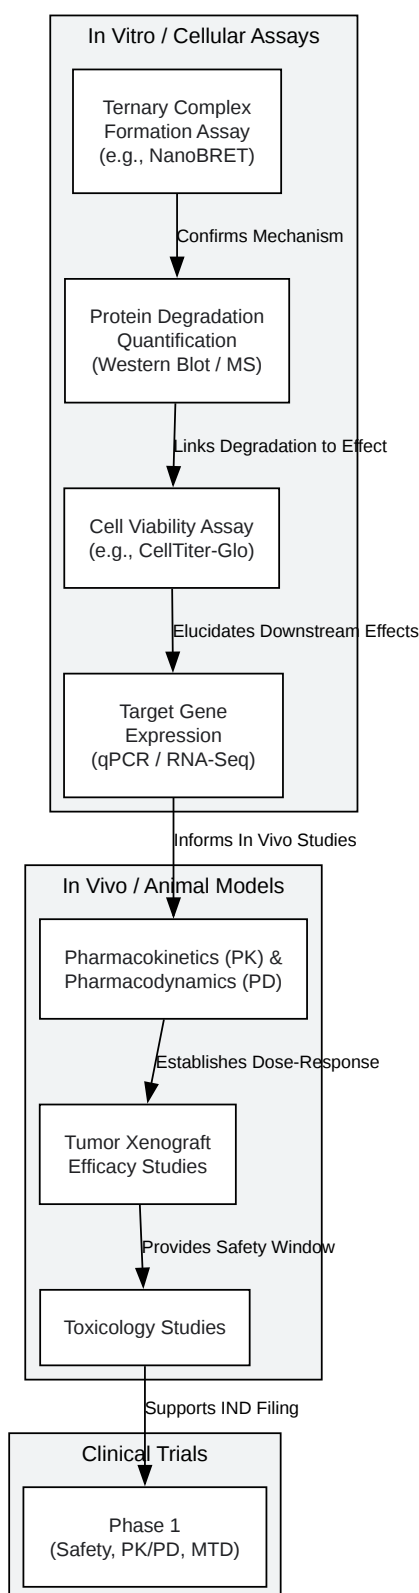 In Vitro / Cellular Assays
Ternary Complex
Formation Assay
(e.g., NanoBRET)
Confirms Mechanism
Protein Degradation
Quantification
(Western Blot / MS)
Links Degradation to Effect
Cell Viability Assay
(e.g., CellTiter-Glo)
Elucidates Downstream Effects
Target Gene
Expression
(qPCR / RNA-Seq)
Informs In Vivo Studies
In Vivo / Animal Models
Pharmacokinetics (PK) &
Pharmacodynamics (PD)
Establishes Dose-Response
Tumor Xenograft
Efficacy Studies
Provides Safety Window
Toxicology Studies
Supports IND Filing
Clinical Trials
Phase 1
(Safety, PK/PD, MTD)